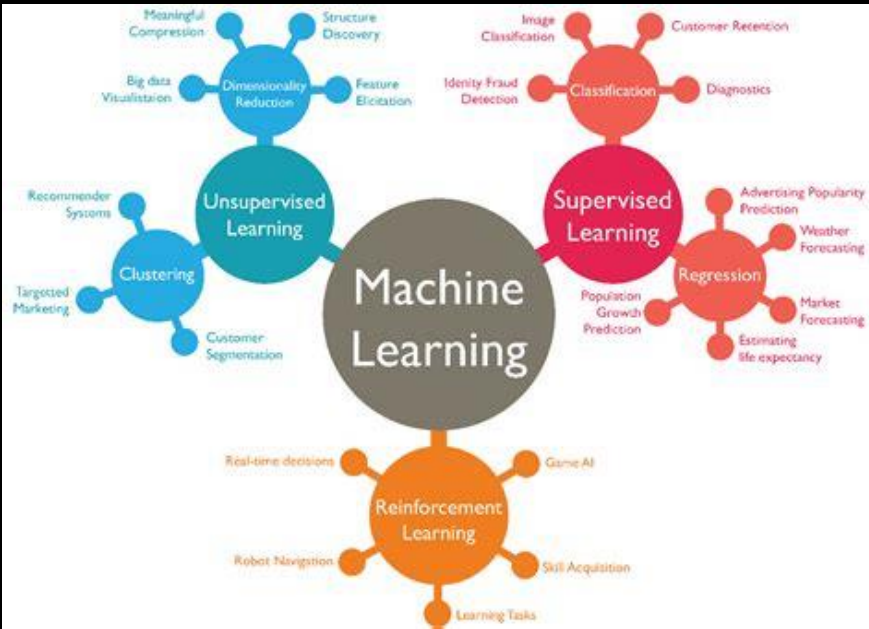 Meaningful
Compression
Structure
Discovery
Big data
Visualistaion
Dimensionality
Reduction
Feature
Elicitation
Image
Classification
Customer Retention
Idenity Fraud
Detection
Classification
Diagnostics
Recommender
Systems
Unsupervised
Learning
Clustering
Targetted
Marketing
Customer
Segmentation
Machine
Learning
Supervised
Learning
Advertising Popularity
Prediction
Weather
Forecasting
Regression
Population
Growth
Prediction
Market
Forecasting
Estimating
life expectancy
Real-time decisions
Game AI
Reinforcement
Learning
Robot Navigation
Skill Acquisition
Learning Tasks